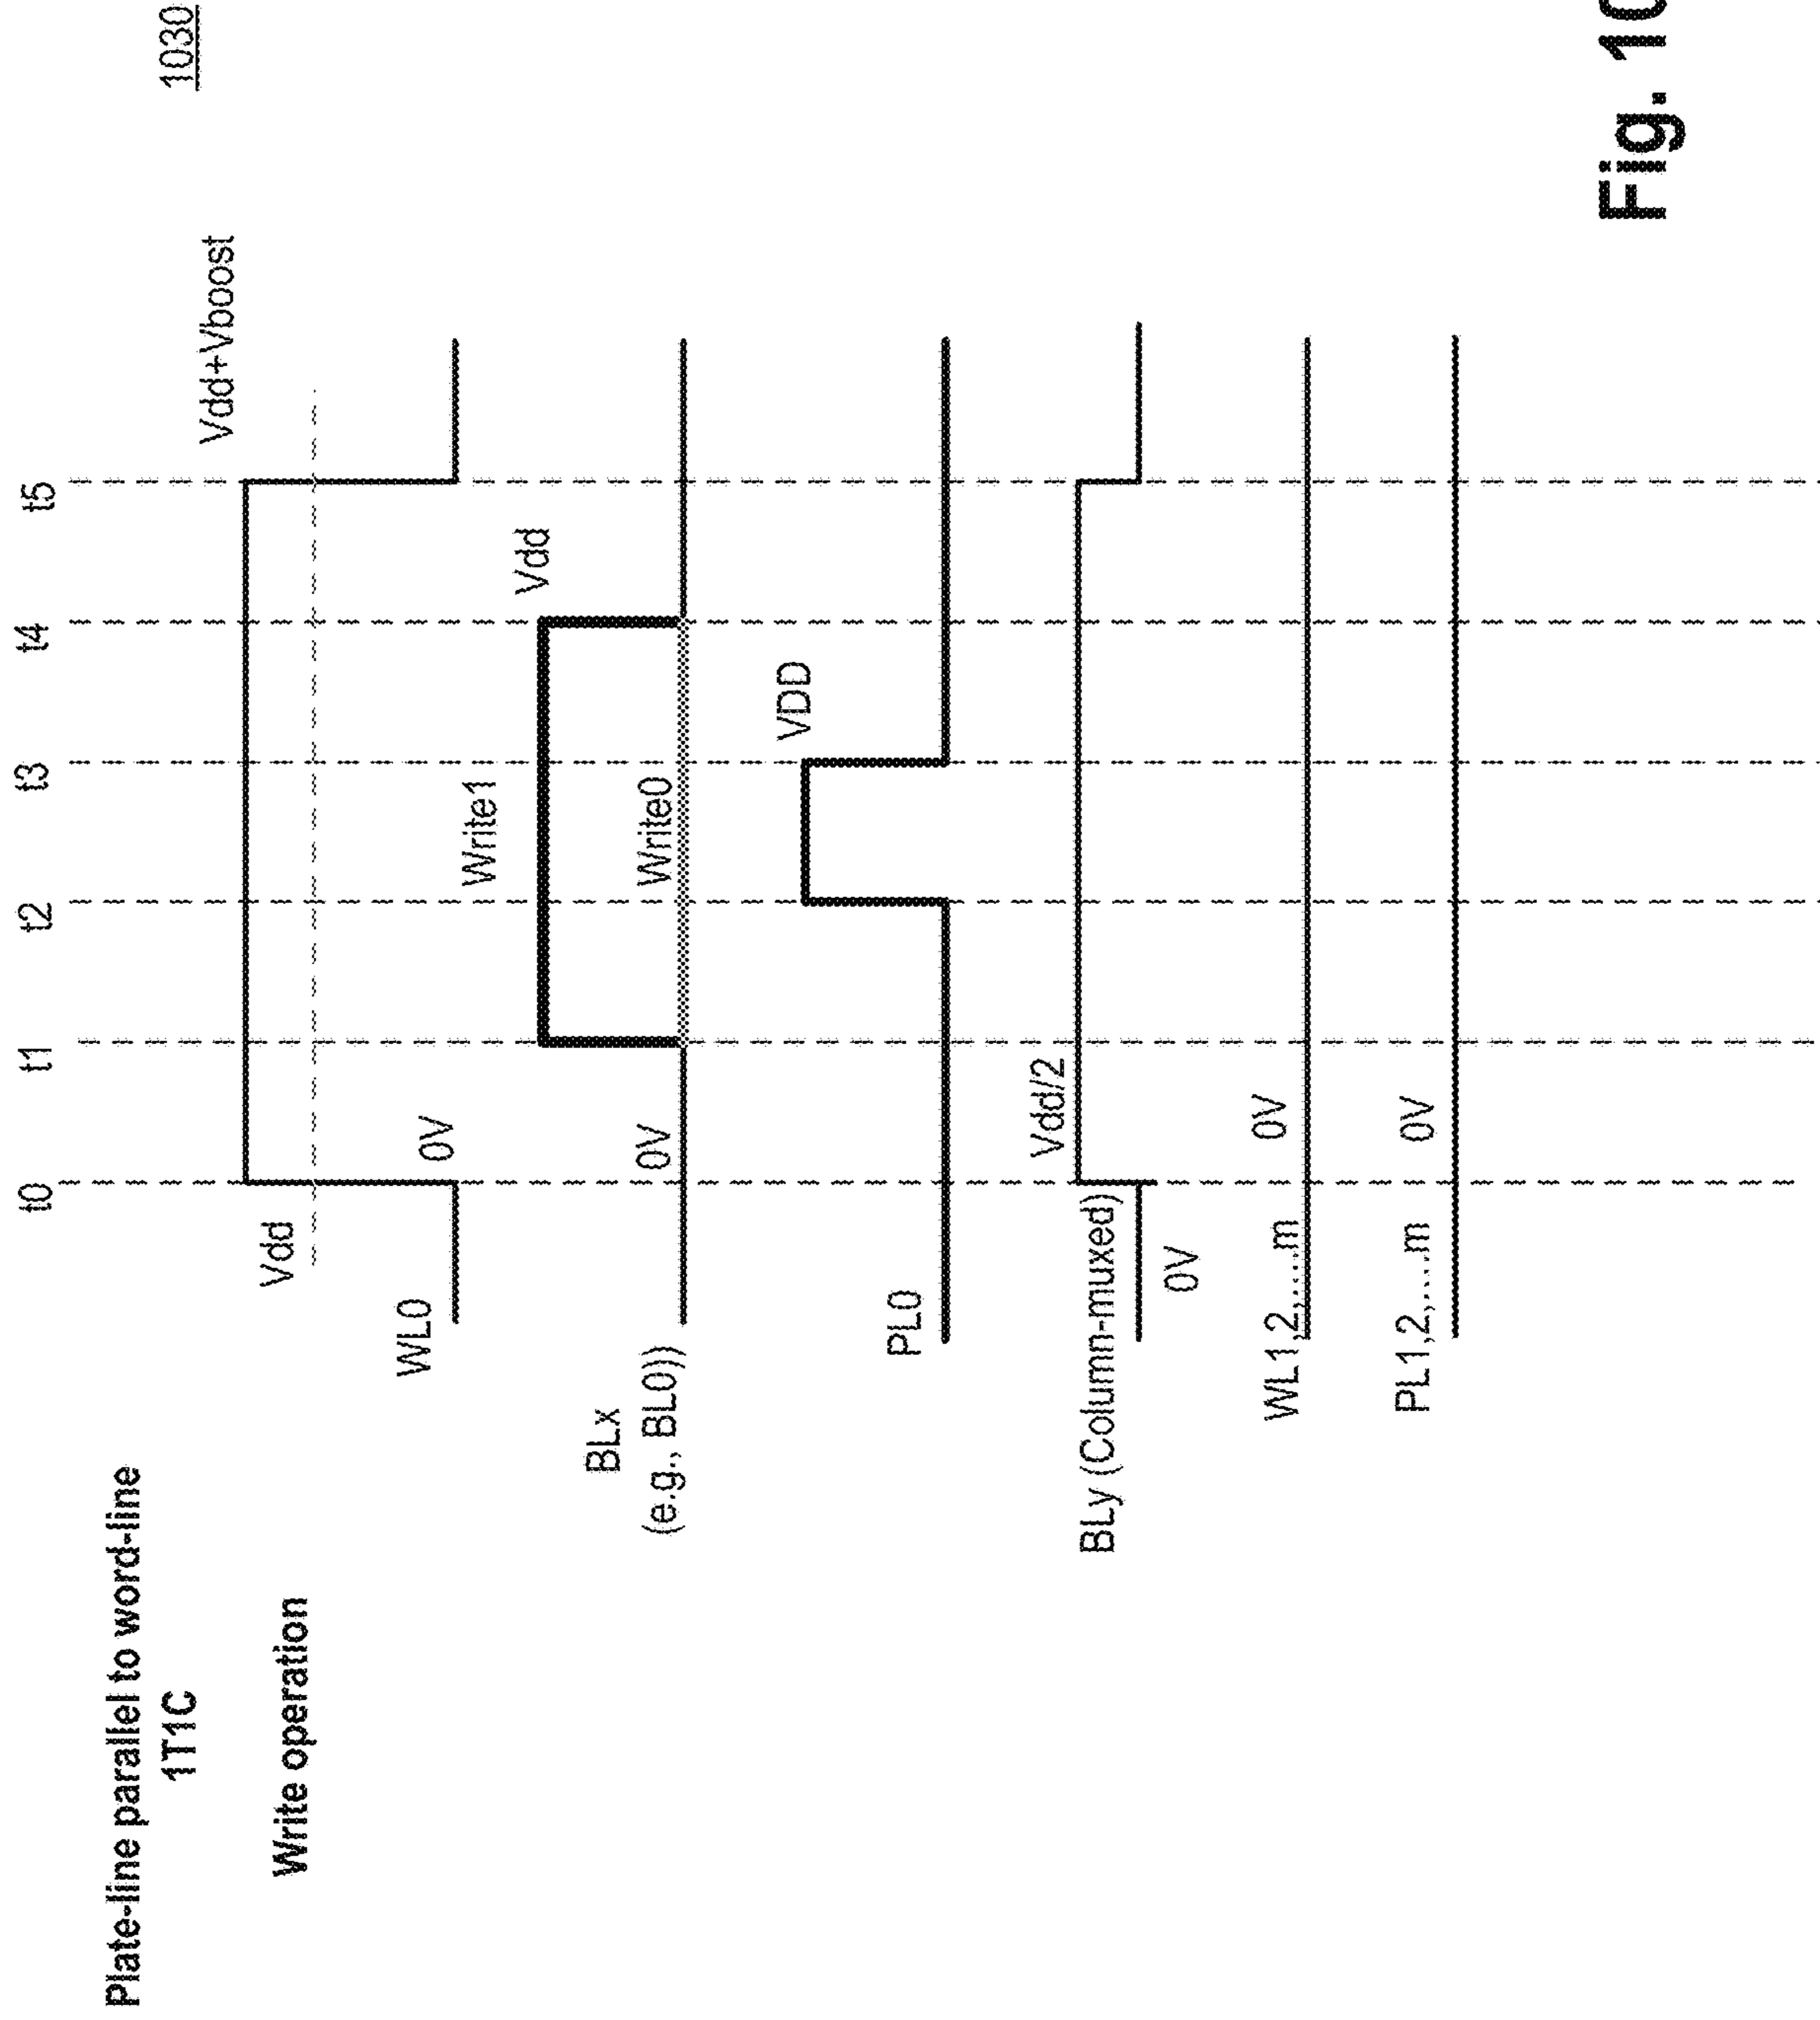 Plate-line parallel to word-line
1T1C
Write operation
1030
t0 t1 t2 t3 t4 t5
Vdd+Vboost
Vdd
WL0
0V
Vdd
Write1
BLx
(e.g., BL0))
0V
Write0
VDD
PL0
Vdd/2
BLy (Column-muxed)
0V
WL1,2,....m
0V
PL1,2,....m
0V
Fig. 10